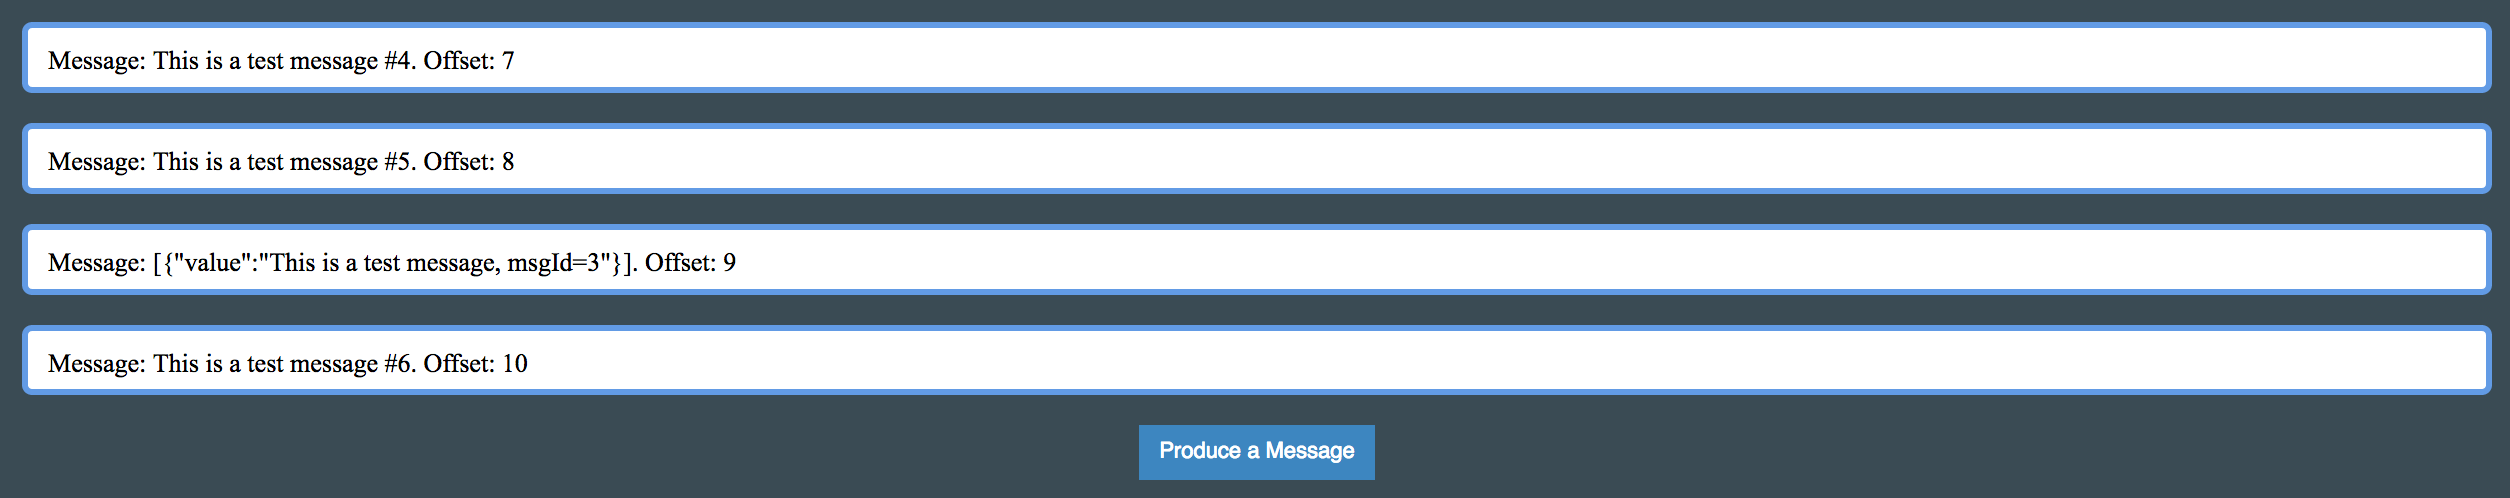 Message: This is a test message #4. Offset: 7
Message: This is a test message #5. Offset: 8
Message: [{"value":"This is a test message, msgId=3"}]. Offset: 9
Message: This is a test message #6. Offset: 10
Produce a Message